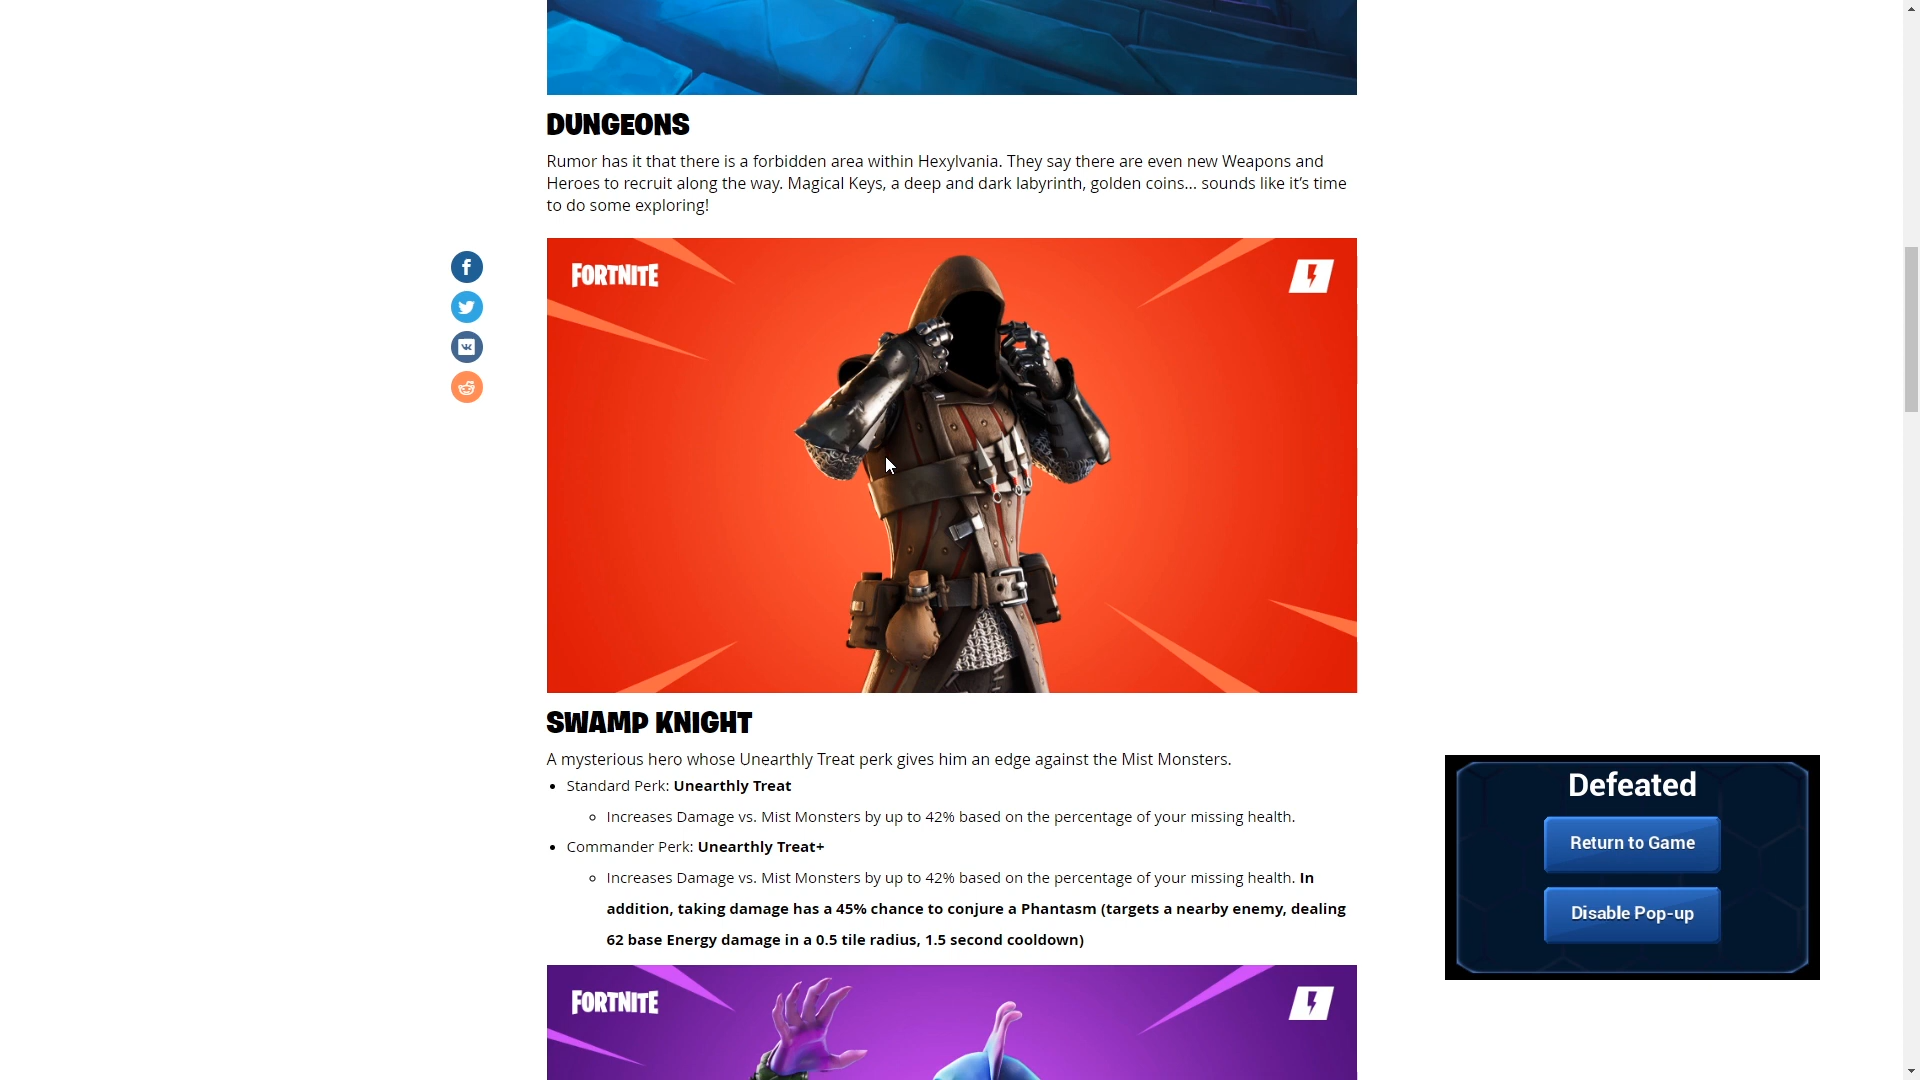 DUNGEONS
Rumor has it that there is a forbidden area within Hexylvania. They say there are even new Weapons and
Heroes to recruit along the way. Magical Keys, a deep and dark labyrinth, golden coins... sounds like it’s time
to do some exploring!
FORTNITE
SWAMP KNIGHT
A mysterious hero whose Unearthly Treat perk gives him an edge against the Mist Monsters.
Standard Perk: Unearthly Treat
Increases Damage vs. Mist Monsters by up to 42% based on the percentage of your missing health.
Commander Perk: Unearthly Treat+
Increases Damage vs. Mist Monsters by up to 42% based on the percentage of your missing health. In
addition, taking damage has a 45% chance to conjure a Phantasm (targets a nearby enemy, dealing
62 base Energy damage in a 0.5 tile radius, 1.5 second cooldown)
Defeated
Return to Game
Disable Pop-up
FORTNITE